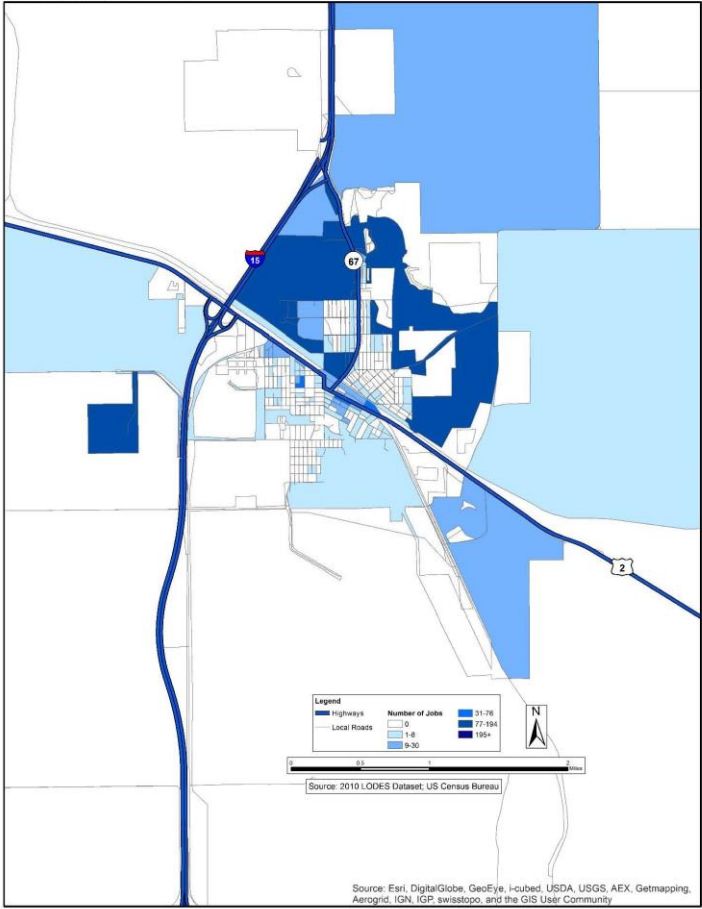 15
67
2
Legend
Highways
Local Roads
Number of Jobs
0
1-8
9-30
31-76
77-194
195+
N
0 0.5 1 2
Miles
Source: 2010 LODES Dataset; US Census Bureau
Source: Esri, DigitalGlobe, GeoEye, i-cubed, USDA, USGS, AEX, Getmapping,
Aerogrid, IGN, IGP, swisstopo, and the GIS User Community